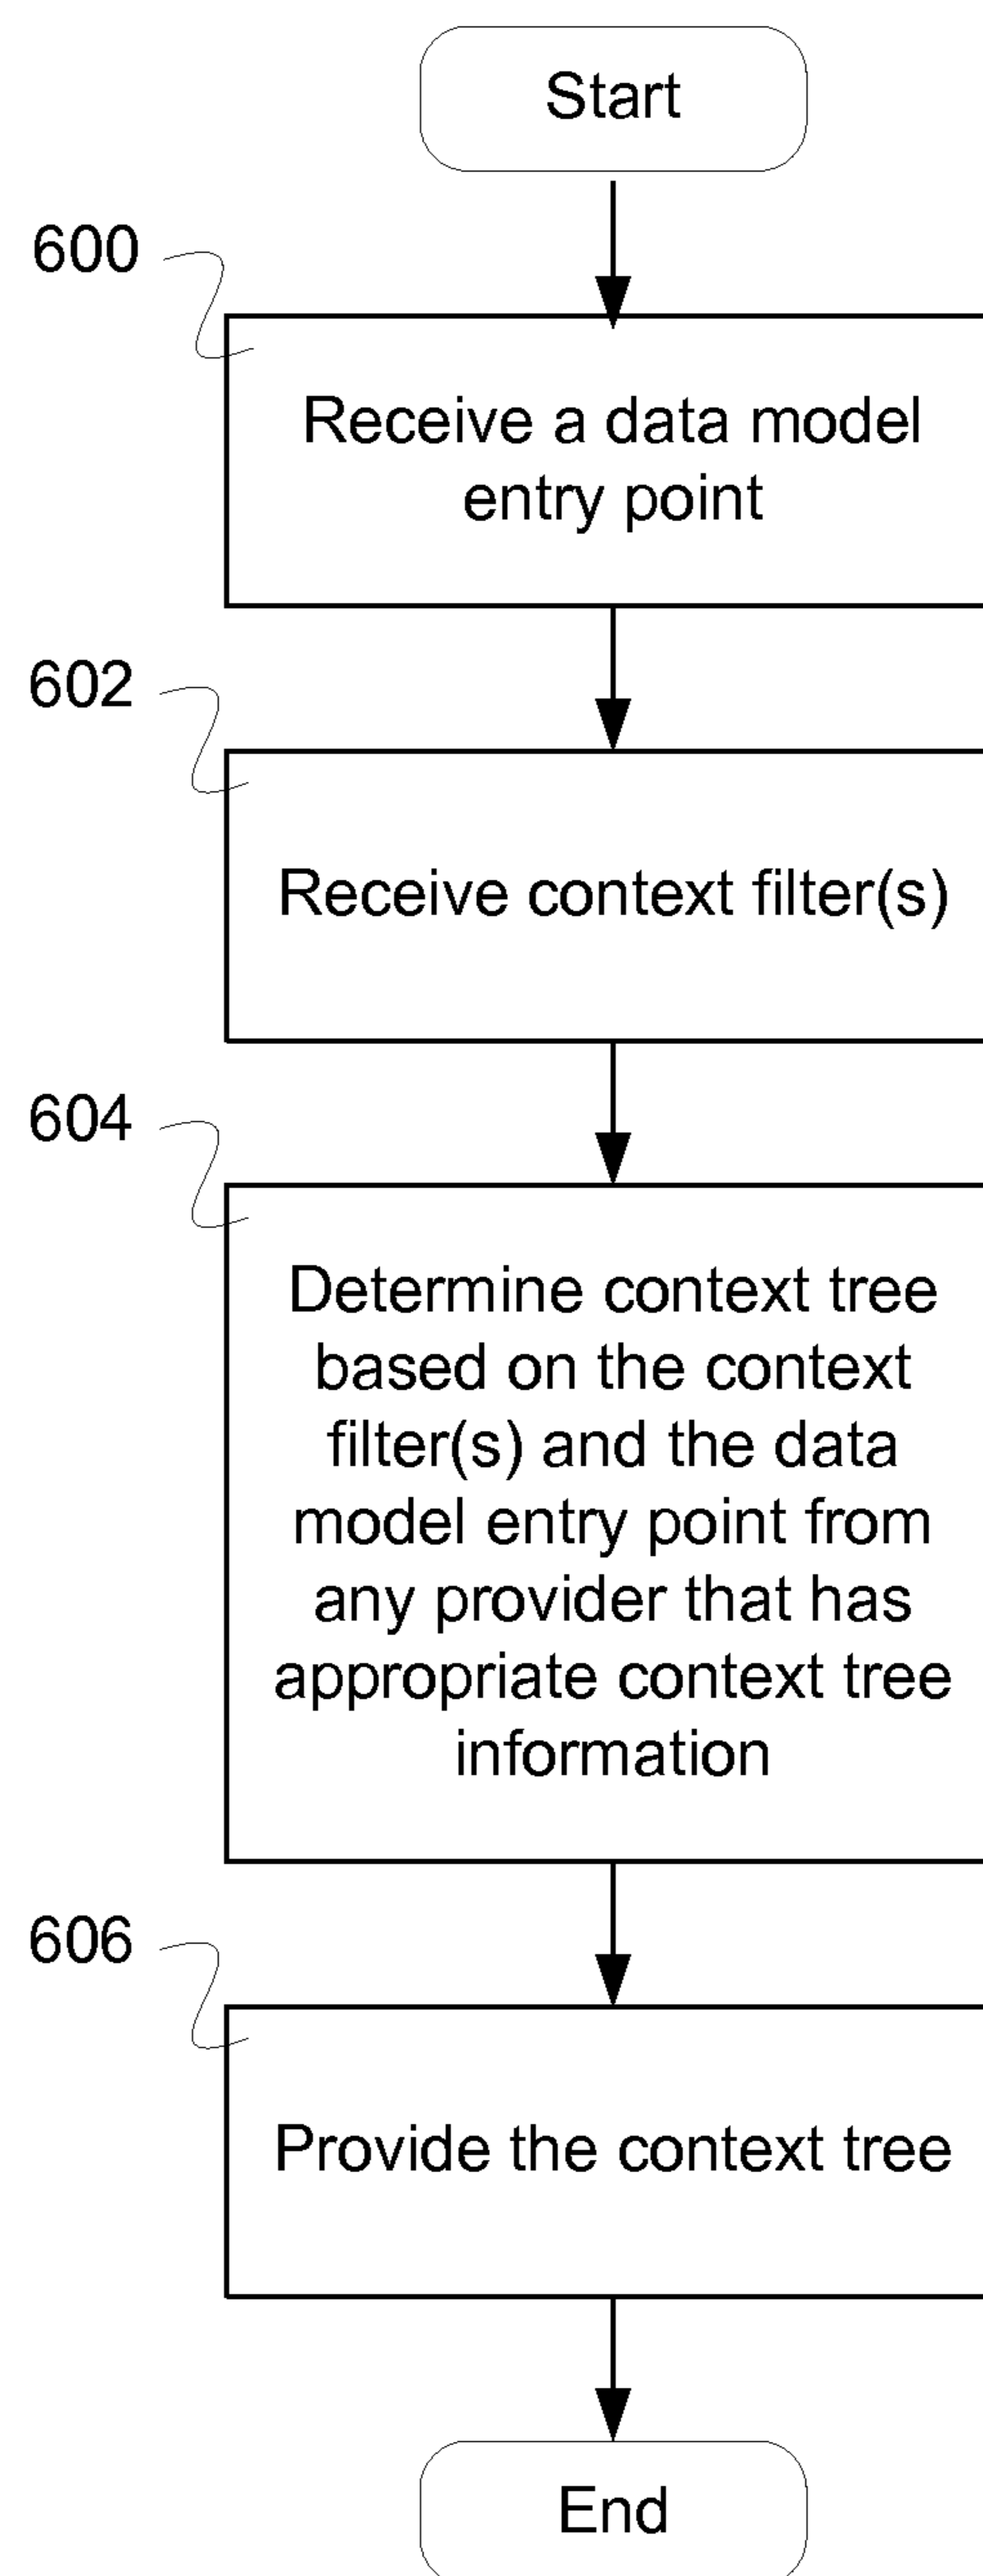 Start
600
Receive a data model
entry point
602
Receive context filter(s)
604
Determine context tree
based on the context
filter(s) and the data
model entry point from
any provider that has
appropriate context tree
information
606
Provide the context tree
End